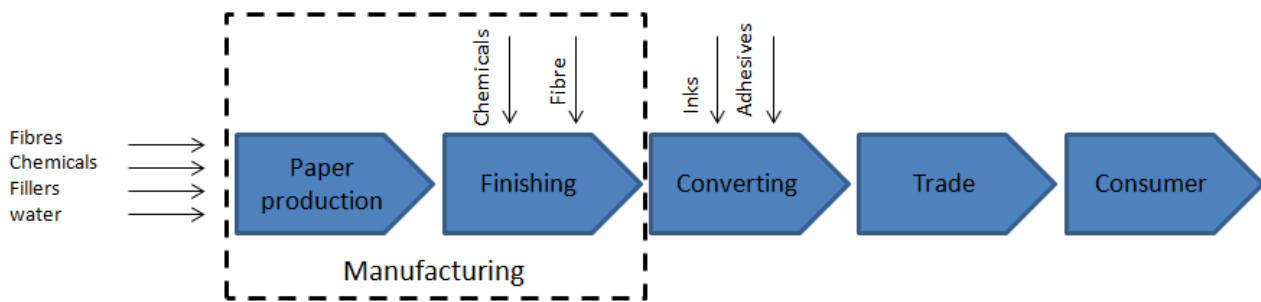 Fibres
Chemicals
Fillers
water
Paper
production
Chemicals
Fibre
Finishing
Manufacturing
Inks
Adhesives
Converting
Trade
Consumer